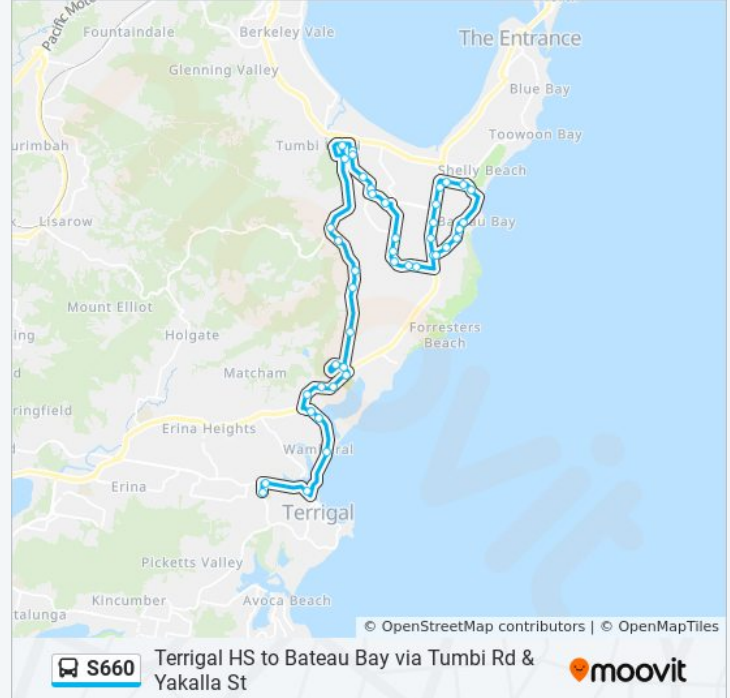 Pacific Moto
Fountaindale
Berkeley Vale
The Entrance
Glenning Valley
Blue Bay
Toowoon Bay
urimbah
Tumbi
Shelly Beach
Lisarow
Bateau Bay
Mount Elliot
ing
Holgate
Forresters
Beach
d
Matcham
ringfield
Erina Heights
Wamberal
Erina
Terrigal
Picketts Valley
Kincumber
Avoca Beach
talunga
© OpenStreetMap contributors | © OpenMapTiles
S660
Terrigal HS to Bateau Bay via Tumbi Rd &
Yakalla St
moovit